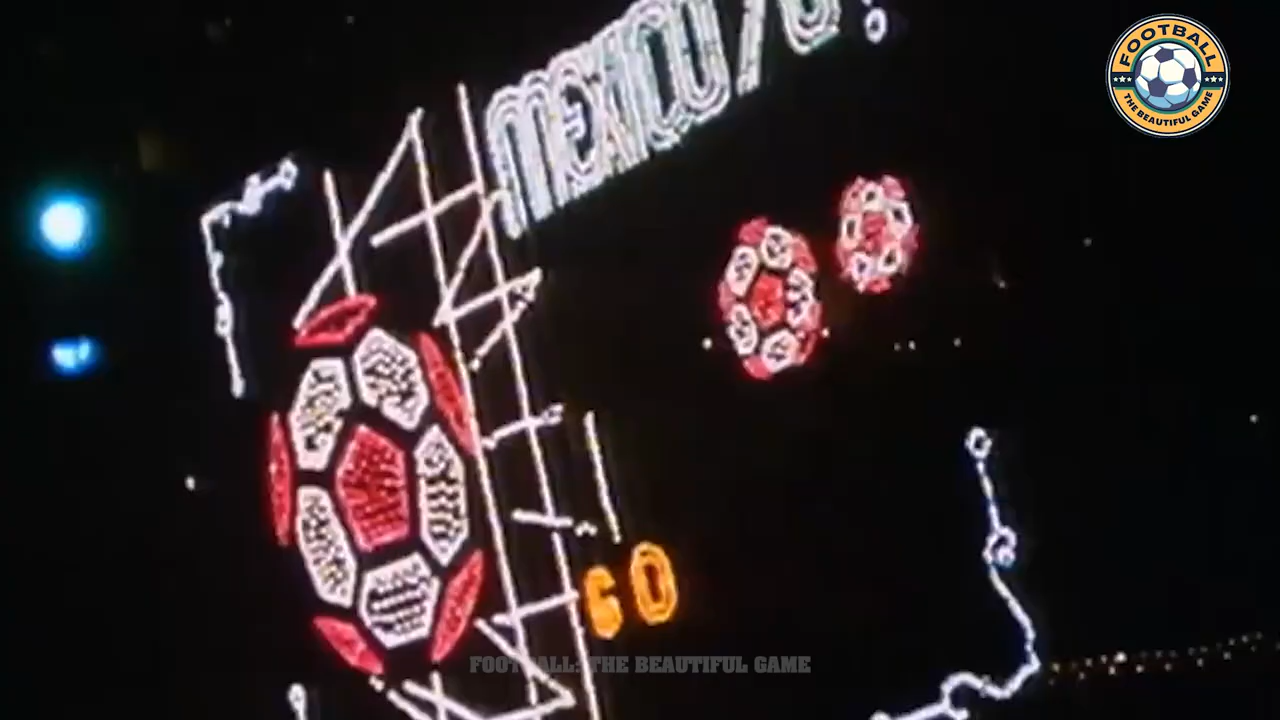 MEXICO 70
FOOTBALL
THE BEAUTIFUL GAME
GO
FOOTBALL: THE BEAUTIFUL GAME